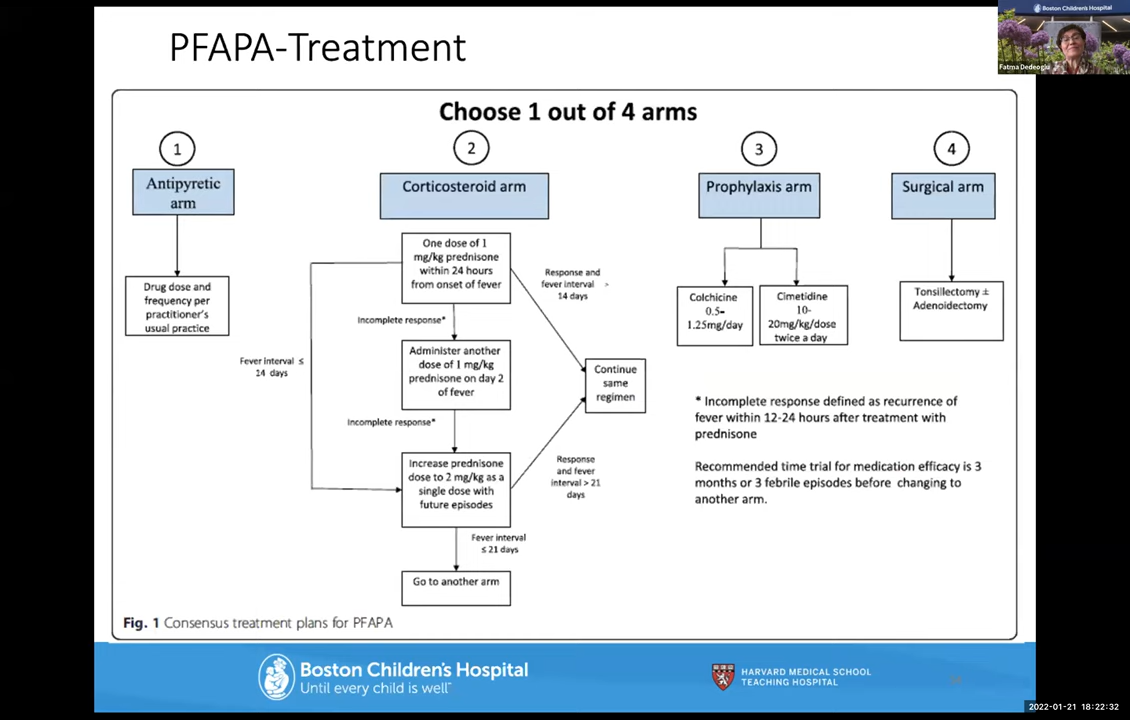 PFAPA-Treatment
Boston Children's Hospital
Fatma Dedeoglu
Choose 1 out of 4 arms
1
Antipyretic
arm
Drug dose and
frequency per
practitioner's
usual practice
2
Corticosteroid arm
One dose of 1
mg/kg prednisone
within 24 hours
from onset of fever
Response and
fever interval >
14 days
Incomplete response*
Fever interval ≤
14 days
Administer another
dose of 1 mg/kg
prednisone on day 2
of fever
Continue
same
regimen
Incomplete response*
Increase prednisone
dose to 2 mg/kg as a
single dose with
future episodes
Response
and fever
interval > 21
days
Fever interval
≤ 21 days
Go to another arm
3
Prophylaxis arm
Colchicine
0.5–
1.25mg/day
Cimetidine
10-
20mg/kg/dose
twice a day
4
Surgical arm
Tonsillectomy ±
Adenoidectomy
* Incomplete response defined as recurrence of
fever within 12-24 hours after treatment with
prednisone
Recommended time trial for medication efficacy is 3
months or 3 febrile episodes before changing to
another arm.
Fig. 1 Consensus treatment plans for PFAPA
Boston Children's Hospital
Until every child is well™
HARVARD MEDICAL SCHOOL
TEACHING HOSPITAL
2022-01-21 18:22:32